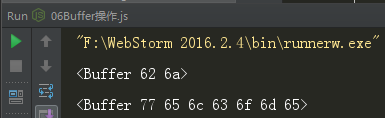 Run 06Buffer操作.js
"F:\WebStorm 2016.2.4\bin\runnerw.exe"
<Buffer 62 6a>
<Buffer 77 65 6c 63 6f 6d 65>